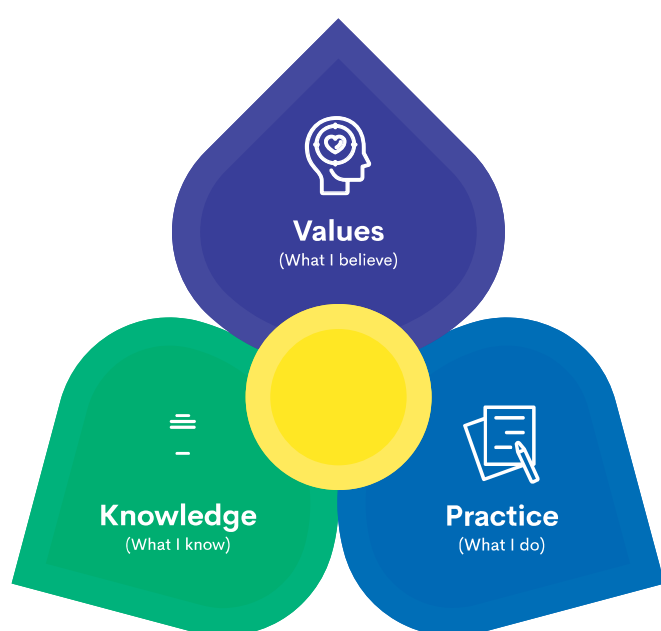 Values
(What I believe)
Knowledge
(What I know)
Practice
(What I do)